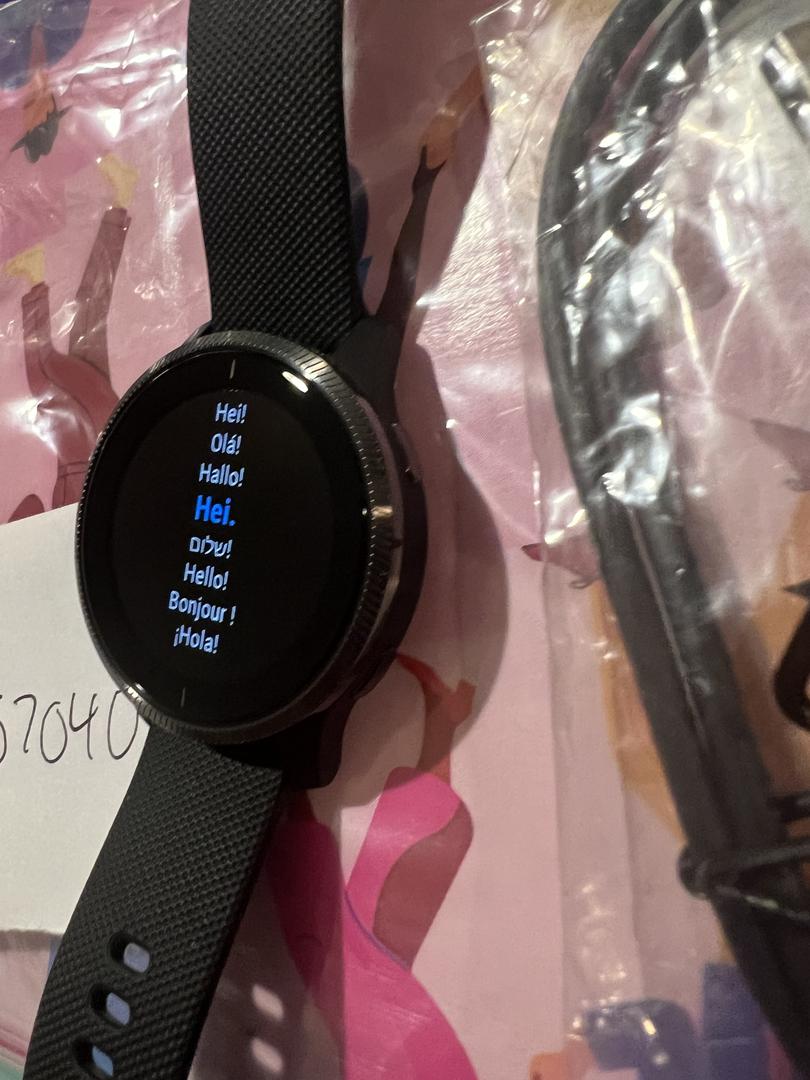 Hei!
Olá!
Hallo!
Hei.
שלום!
Hello!
Bonjour !
¡Hola!
57040